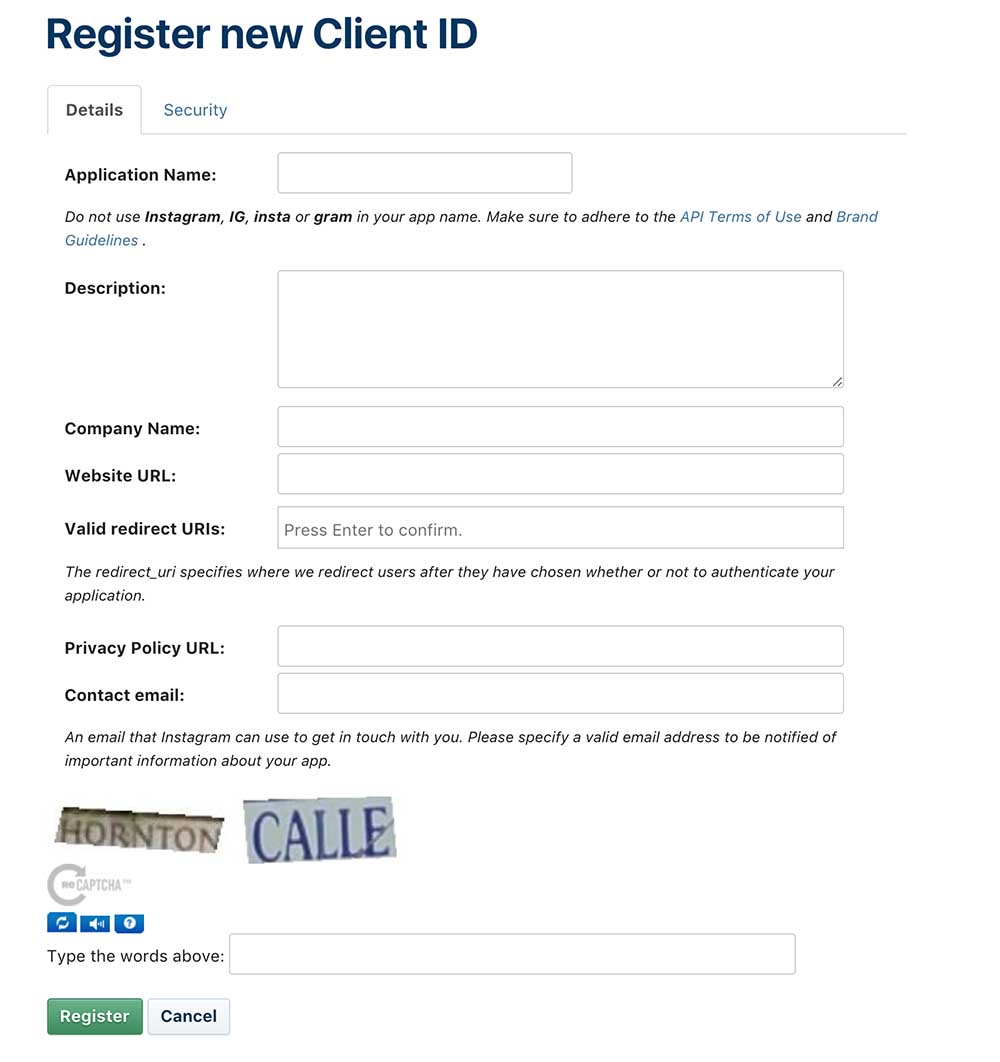 Register new Client ID
Details
Security
Application Name:
Do not use Instagram, IG, insta or gram in your app name. Make sure to adhere to the API Terms of Use and Brand
Guidelines .
Description:
Company Name:
Website URL:
Valid redirect URIs: Press Enter to confirm.
The redirect_uri specifies where we redirect users after they have chosen whether or not to authenticate your
application.
Privacy Policy URL:
Contact email:
An email that Instagram can use to get in touch with you. Please specify a valid email address to be notified of
important information about your app.
HORNTON CALLE
reCAPTCHA™
?
Type the words above:
Register Cancel